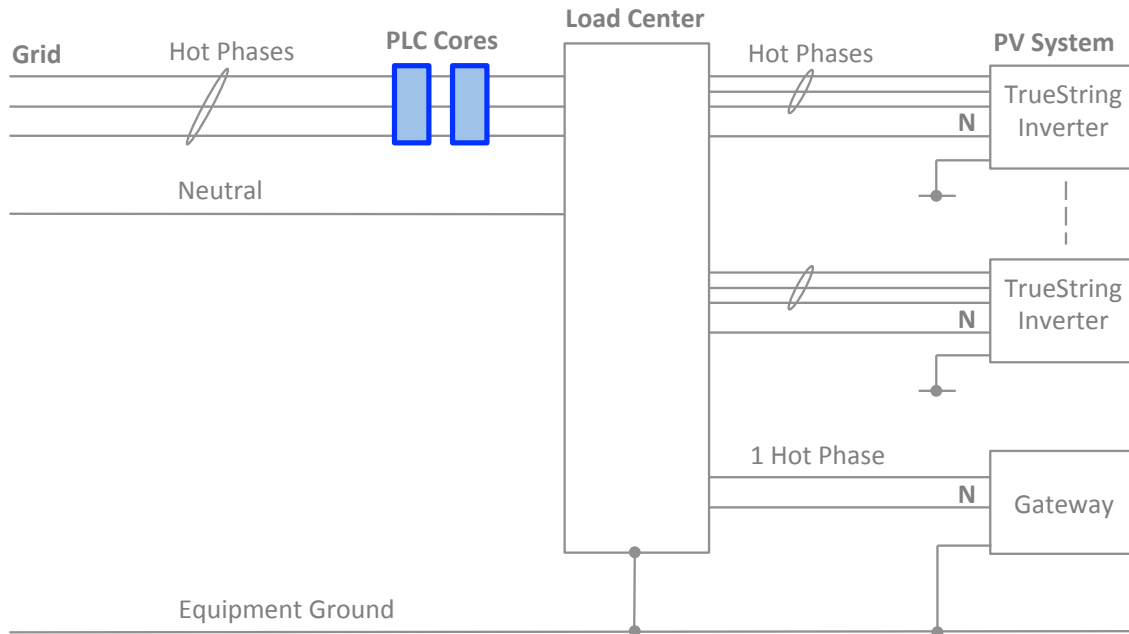 Load Center
Grid
Hot Phases
PLC Cores
Hot Phases
PV System
TrueString
Inverter
N
Neutral
TrueString
Inverter
N
1 Hot Phase
N
Gateway
Equipment Ground